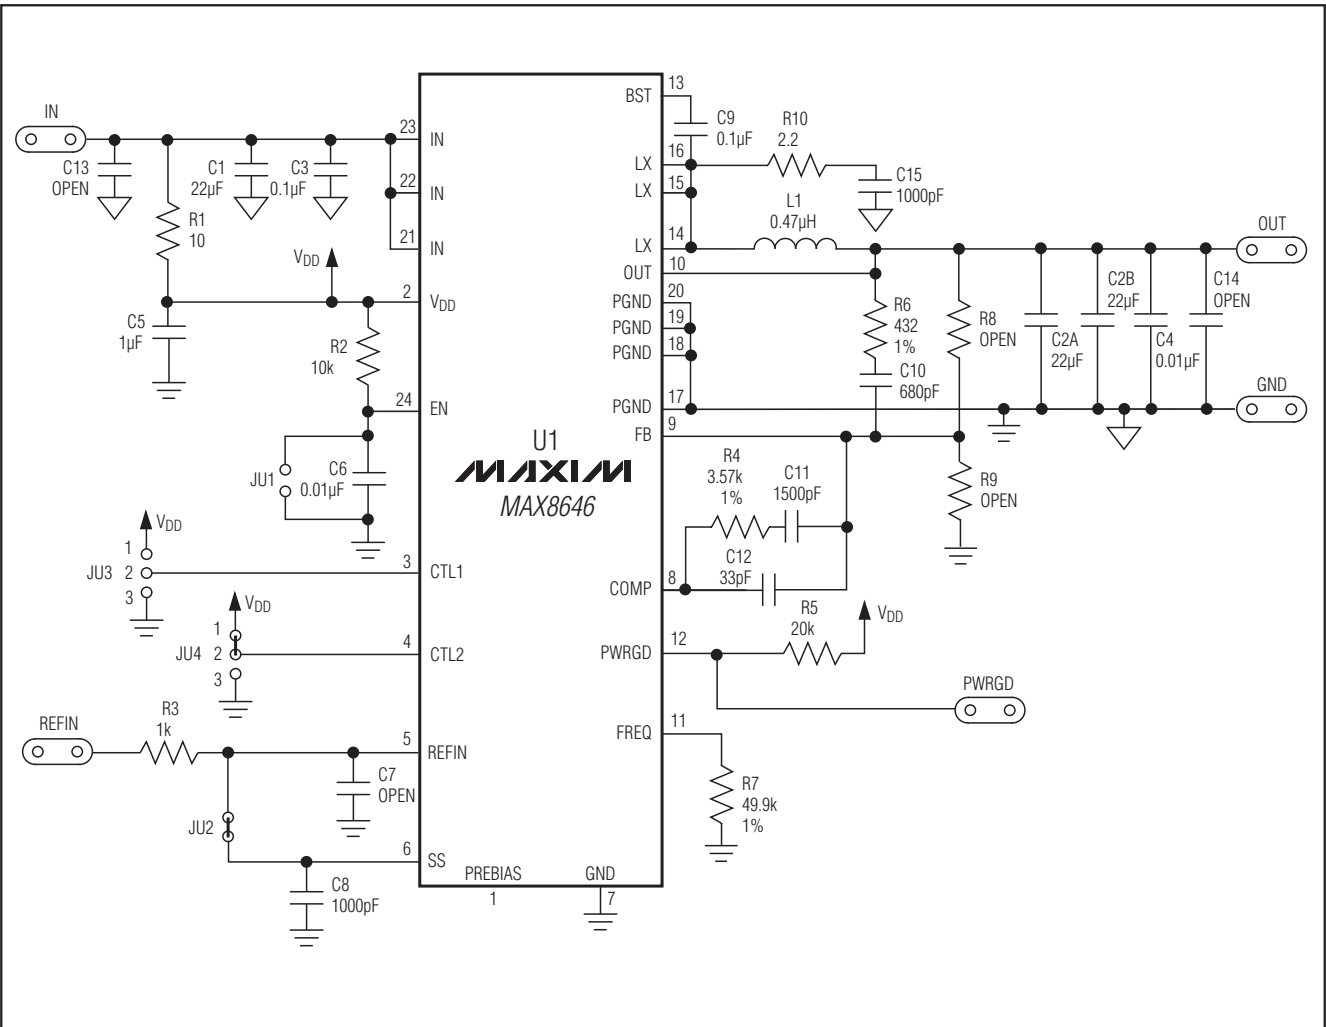 IN
C13
OPEN
R1
10
C1
22µF
C3
0.1µF
VDD
C5
1µF
R2
10k
JU1
C6
0.01µF
VDD
1
JU3 2
3
VDD
1
JU4 2
3
REFIN
R3
1k
JU2
C7
OPEN
C8
1000pF
23 IN
22 IN
21 IN
2 VDD
24 EN
3 CTL1
4 CTL2
5 REFIN
6 SS
U1
MAXIM
MAX8646
PREBIAS
1
GND
7
BST 13
LX 16
LX 15
LX 14
OUT 10
PGND 20
PGND 19
PGND 18
PGND 17
FB 9
COMP 8
PWRGD 12
FREQ 11
C9
0.1µF
R10
2.2
C15
1000pF
L1
0.47µH
R6
432
1%
C10
680pF
R8
OPEN
C2A
22µF
C2B
22µF
C4
0.01µF
C14
OPEN
OUT
GND
R4
3.57k
1%
C11
1500pF
C12
33pF
R9
OPEN
R5
20k
VDD
PWRGD
R7
49.9k
1%